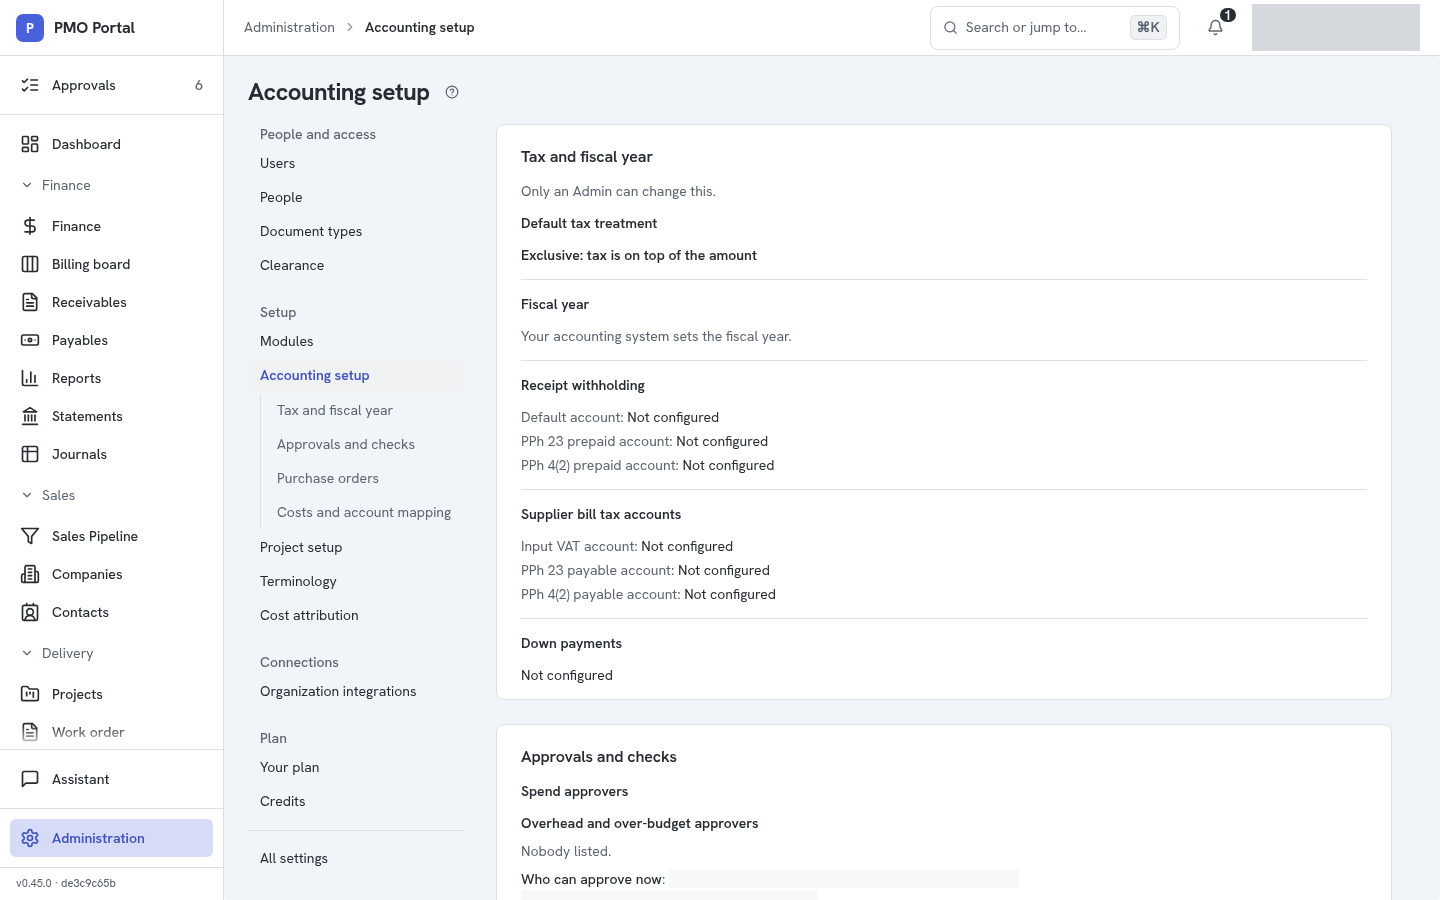 P PMO Portal
Approvals 6
Dashboard
Finance
Finance
Billing board
Receivables
Payables
Reports
Statements
Journals
Sales
Sales Pipeline
Companies
Contacts
Delivery
Projects
Work order
Assistant
Administration
v0.45.0 · de3c9c65b
Administration > Accounting setup
Search or jump to... ⌘K
1
Accounting setup
People and access
Users
People
Document types
Clearance
Setup
Modules
Accounting setup
Tax and fiscal year
Approvals and checks
Purchase orders
Costs and account mapping
Project setup
Terminology
Cost attribution
Connections
Organization integrations
Plan
Your plan
Credits
All settings
Tax and fiscal year
Only an Admin can change this.
Default tax treatment
Exclusive: tax is on top of the amount
Fiscal year
Your accounting system sets the fiscal year.
Receipt withholding
Default account: Not configured
PPh 23 prepaid account: Not configured
PPh 4(2) prepaid account: Not configured
Supplier bill tax accounts
Input VAT account: Not configured
PPh 23 payable account: Not configured
PPh 4(2) payable account: Not configured
Down payments
Not configured
Approvals and checks
Spend approvers
Overhead and over-budget approvers
Nobody listed.
Who can approve now: